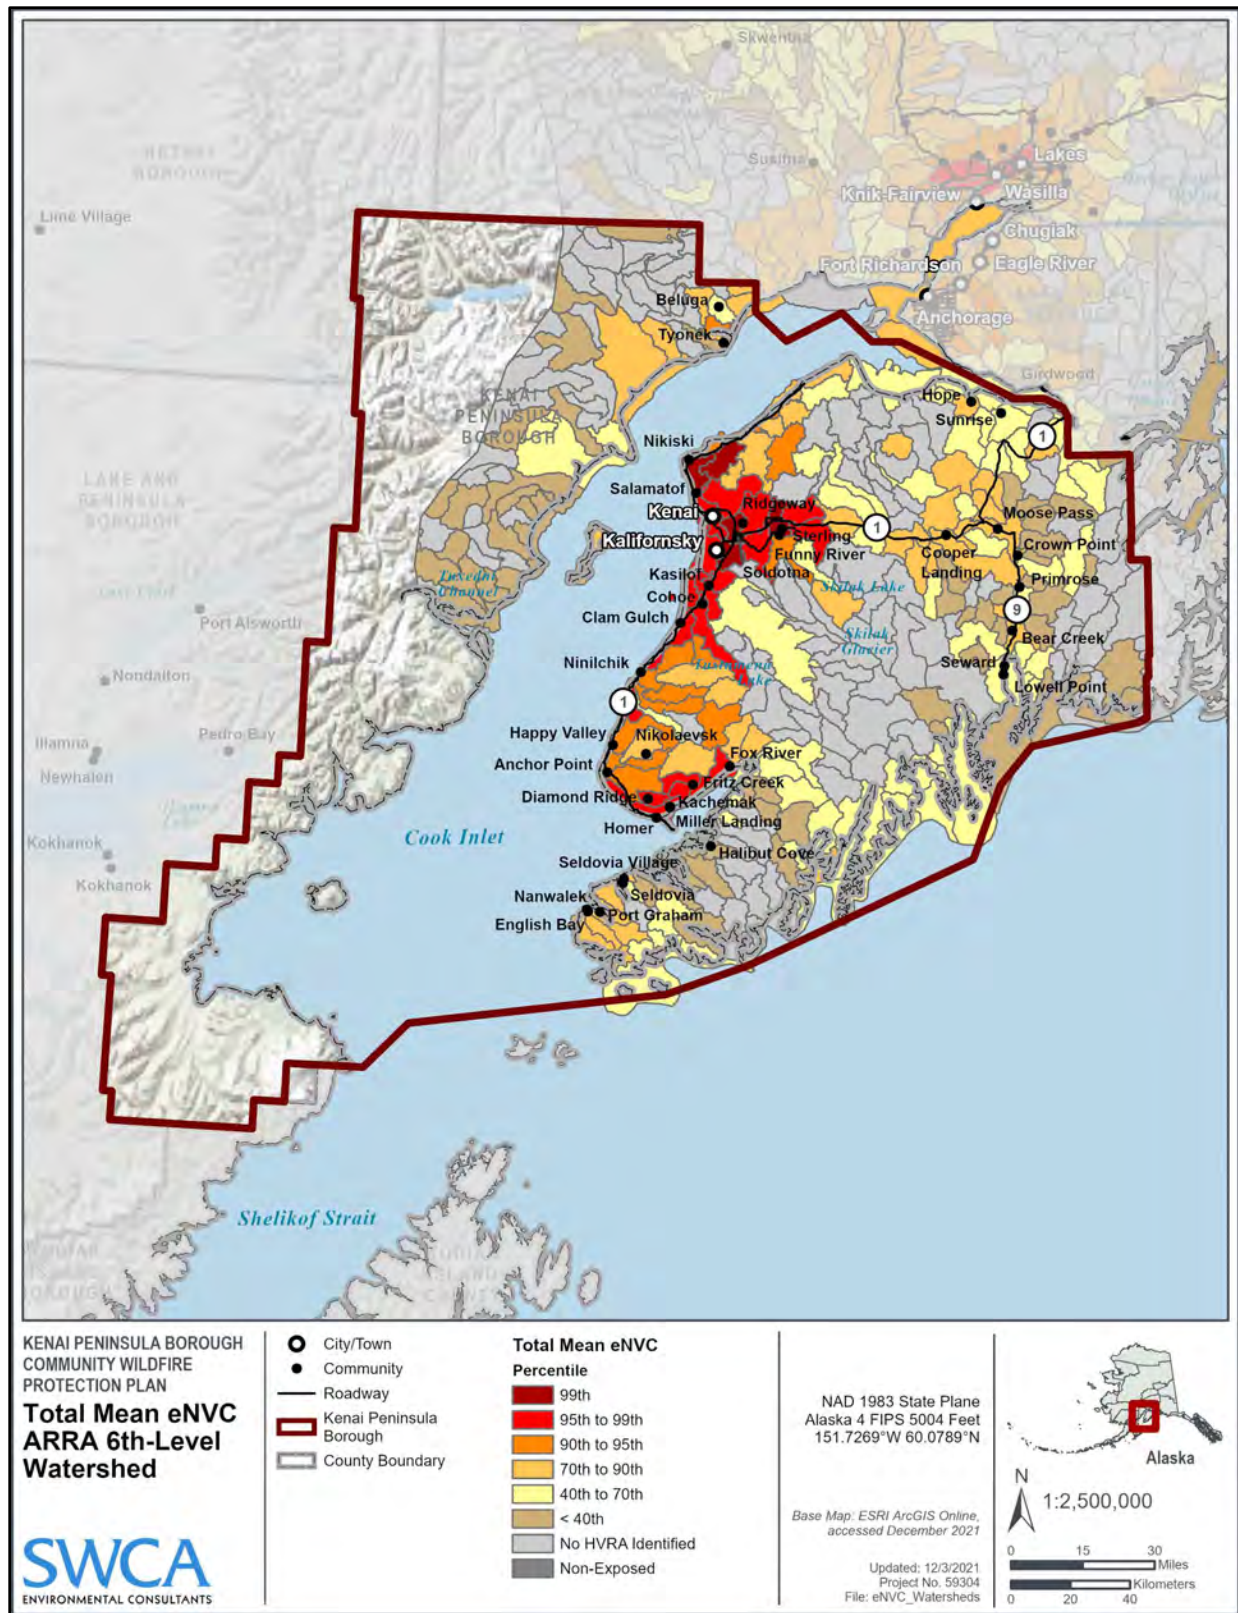 Skwentna
Susitna
Lakes
Wasilla
Knik-Fairview
Chugiak
Fort Richardson
Eagle River
Anchorage
Girdwood
Lime Village
Beluga
Tyonek
KENAI
PENINSULA
BOROUGH
Hope
Sunrise
1
Nikiski
LAKE AND
PENINSULA
BOROUGH
Salamatof
Kenai
Ridgeway
Kalifornsky
1
Moose Pass
Sterling
Funny River
Cooper
Landing
Crown Point
Soldotna
Kasilof
Skilak Lake
Primrose
Tuxedni
Channel
Cohoe
Clam Gulch
9
Port Alsworth
Skilak
Glacier
Bear Creek
Ninilchik
Tustumena
Lake
Seward
Lowell Point
Nondalton
1
Happy Valley
Nikolaevsk
Iliamna
Pedro Bay
Newhalen
Anchor Point
Fox River
Fritz Creek
Diamond Ridge
Kachemak
Homer
Miller Landing
Cook Inlet
Kokhanok
Kokhanok
Halibut Cove
Seldovia Village
Seldovia
Nanwalek
Port Graham
English Bay
Shelikof Strait
KENAI PENINSULA BOROUGH
COMMUNITY WILDFIRE
PROTECTION PLAN
Total Mean eNVC
ARRA 6th-Level
Watershed
SWCA
ENVIRONMENTAL CONSULTANTS
City/Town
Community
Roadway
Kenai Peninsula
Borough
County Boundary
Total Mean eNVC
Percentile
99th
95th to 99th
90th to 95th
70th to 90th
40th to 70th
< 40th
No HVRA Identified
Non-Exposed
NAD 1983 State Plane
Alaska 4 FIPS 5004 Feet
151.7269°W 60.0789°N
Base Map: ESRI ArcGIS Online,
accessed December 2021
Updated: 12/3/2021
Project No. 59304
File: eNVC_Watersheds
Alaska
N
1:2,500,000
0 15 30
Miles
Kilometers
0 20 40